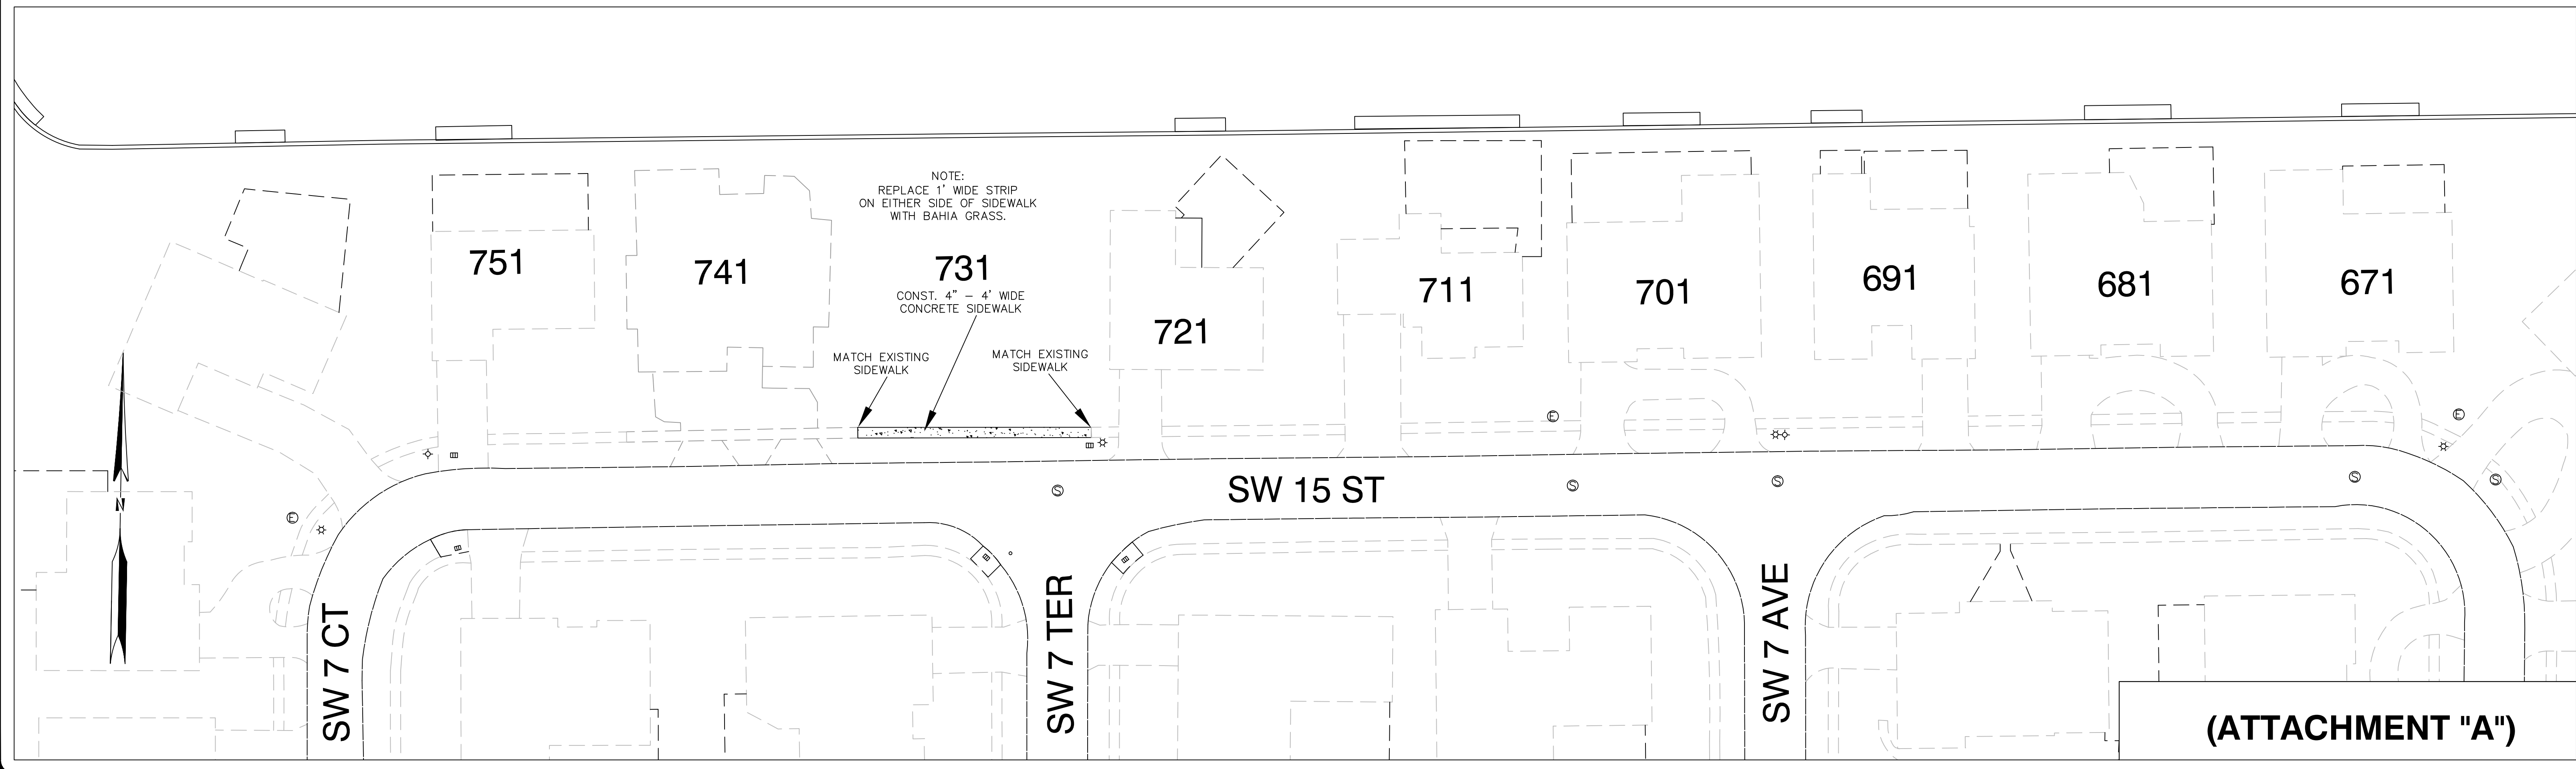 NOTE:
REPLACE 1' WIDE STRIP
ON EITHER SIDE OF SIDEWALK
WITH BAHIA GRASS.
751
741
731
CONST. 4" – 4' WIDE
CONCRETE SIDEWALK
MATCH EXISTING
SIDEWALK
MATCH EXISTING
SIDEWALK
721
711
701
691
681
671
N
E
E
E
S
S
S
S
S
SW 15 ST
SW 7 CT
SW 7 TER
SW 7 AVE
(ATTACHMENT "A")